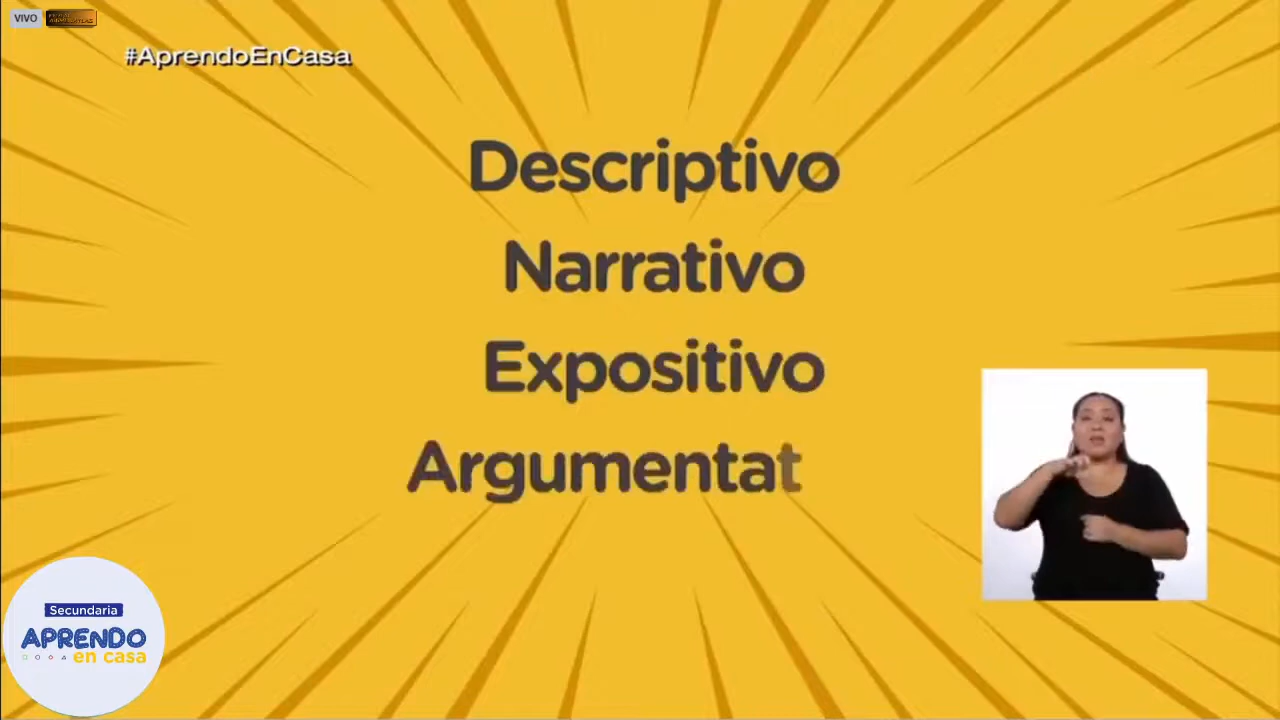 VIVO
#AprendoEnCasa
Descriptivo
Narrativo
Expositivo
Argumentat
Secundaria
APRENDO
en casa